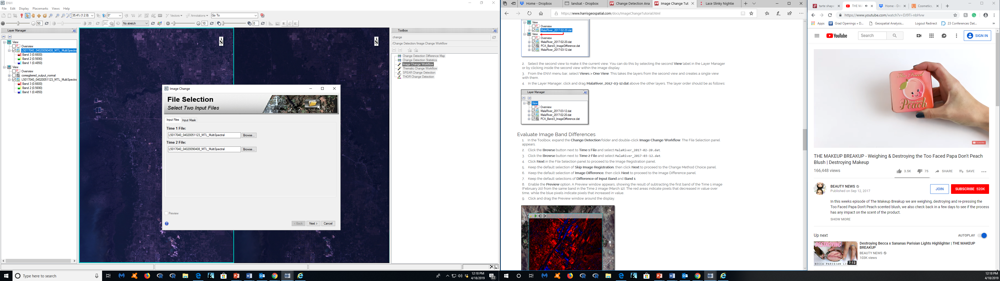 ENVI
File Edit Display Placemarks Views Help
35.4% (1:2.8) 0° Vectors Annotations Go To
50 20 No stretch 10 0
Layer Manager
View
Overview
L5017040_04020090408_MTL_MultiSpectra
Band 3 (0.6600)
Band 2 (0.5690)
Band 1 (0.4850)
View
Overview
coresgitered_output_normal
L5017040_04020051123_MTL_MultiSpectra
Band 3 (0.6600)
Band 2 (0.5690)
Band 1 (0.4850)
N
N
Image Change
File Selection
Select Two Input Files
Input Files Input Mask
Time 1 File:
L5017040_04020051123_MTL_MultiSpectral Browse...
Time 2 File:
L5017040_04020090408_MTL_MultiSpectral Browse...
Preview
< Back Next > Cancel
Toolbox
change
/Change Detection/Image Change Workflow
Change Detection Difference Map
Change Detection Statistics
Image Change Workflow
Thematic Change Workflow
SPEAR Change Detection
THOR Change Detection
Type here to search
12:18 PM
4/18/2019
22
Home - Dropbox landsat - Dropbox Change Detection Ana Image Change Tut Lace Slinky Nightie
https://www.harrisgeospatial.com/docs/ImageChangeTutorial.html
View
Overview
MalaRiver_2017-02-20.dat
View
Overview
MalaRiver_2017-02-20.dat
PCA_Band3_ImageDifference.dat
MalaRiver_2017-03-12.dat
2. Select the second view to make it the current view. You can do this by selecting the second View label in the Layer Manager
or by clicking inside the second view within the image display.
3. From the ENVI menu bar, select Views > One View. This takes the layers from the second view and creates a single view
with them.
4. In the Layer Manager, click and drag MalaRiver_2017-03-12.dat above the other layers. The layer order should be as follows:
Layer Manager
View
Overview
MalaRiver_2017-03-12.dat
MalaRiver_2017-02-20.dat
PCA_Band3_ImageDifference.dat
Evaluate Image Band Differences
1. In the Toolbox, expand the Change Detection folder and double-click Image Change Workflow. The File Selection panel
appears.
2. Click the Browse button next to Time 1 File and select MalaRiver_2017-02-20.dat.
3. Click the Browse button next to Time 2 File and select MalaRiver_2017-03-12.dat.
4. Click Next in the File Selection panel to proceed to the Image Registration panel.
5. Keep the default selection of Skip Image Registration, then click Next to proceed to the Change Method Choice panel.
6. Keep the default selection of Image Difference, then click Next to proceed to the Image Difference panel.
7. Keep the default selections of Difference of Input Band and Band 1.
8. Enable the Preview option. A Preview window appears, showing the result of subtracting the first band of the Time 1 image
(February 20) from the same band in the Time 2 image (March 12). The red areas indicate pixels that decreased in value over
time, while the blue pixels indicate pixels that increased in value.
9. Click and drag the Preview window around the display.
tarte shape THE MA Home - Dro Cosmetics,
https://www.youtube.com/watch?v=DJ9Ti-nbHvw
Apps Grad Openings » D... Geospatial Analysis... Logout Redirect 23 Conferences Dat...
YouTube Search SIGN IN
Too Faced
Papa don't
Peach
Subscribe
THE MAKEUP BREAKUP - Weighing & Destroying the Too Faced Papa Don't Peach
Blush | Destroying Makeup
166,448 views 3.5K 75 SHARE SAVE
BEAUTY NEWS
Published on Sep 12, 2017
JOIN SUBSCRIBE 520K
In this weeks episode of The Makeup Breakup we are weighing, destroying and re-pressing the
Too Faced Papa Don't Peach scented blush, we also check back in a few days to see if the process
has any impact on the scent of the product.
SHOW MORE
Up next AUTOPLAY
DESTROYING
BECCA PARISIAN LI
7:13
Destroying Becca x Sananas Parisian Lights Highlighter | THE MAKEUP
BREAKUP
BEAUTY NEWS
103K views
12:18 PM
4/18/2019